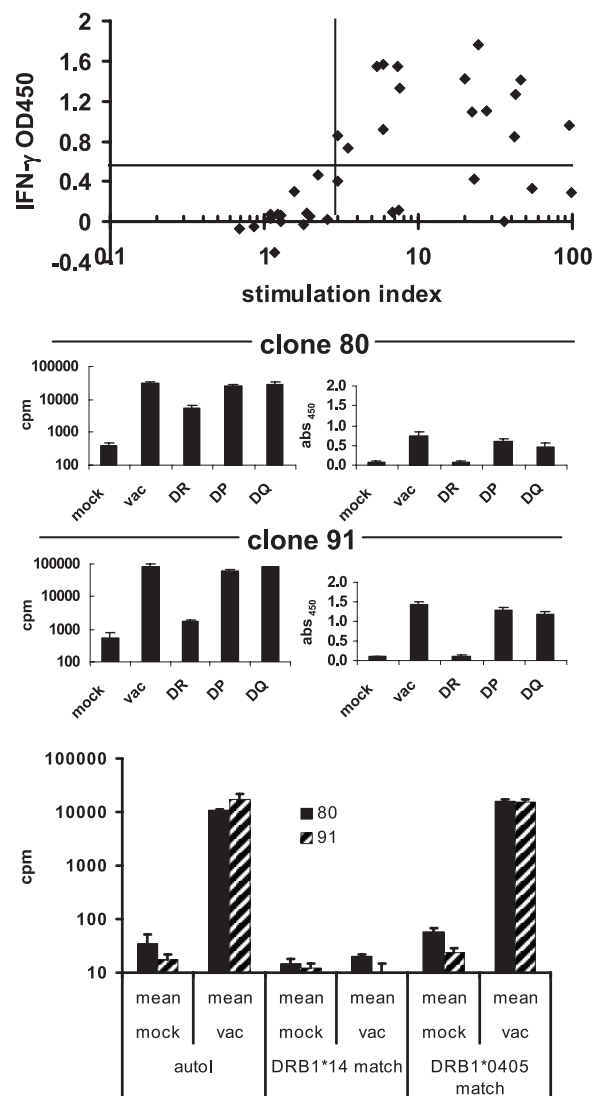 2
1.6
1.2
0.8
0.4
0
-0.4
IFN-γ OD450
0.1 1 10 100
stimulation index
clone 80
100000
10000
1000
100
cpm
mock vac DR DP DQ
2.0
1.5
1.0
0.5
0.0
abs 450
mock vac DR DP DQ
clone 91
100000
10000
1000
100
cpm
mock vac DR DP DQ
2.0
1.5
1.0
0.5
0.0
abs 450
mock vac DR DP DQ
100000
10000
1000
100
10
cpm
80
91
mean mean mean mean mean mean
mock vac mock vac mock vac
autol DRB1*14 match DRB1*0405
match